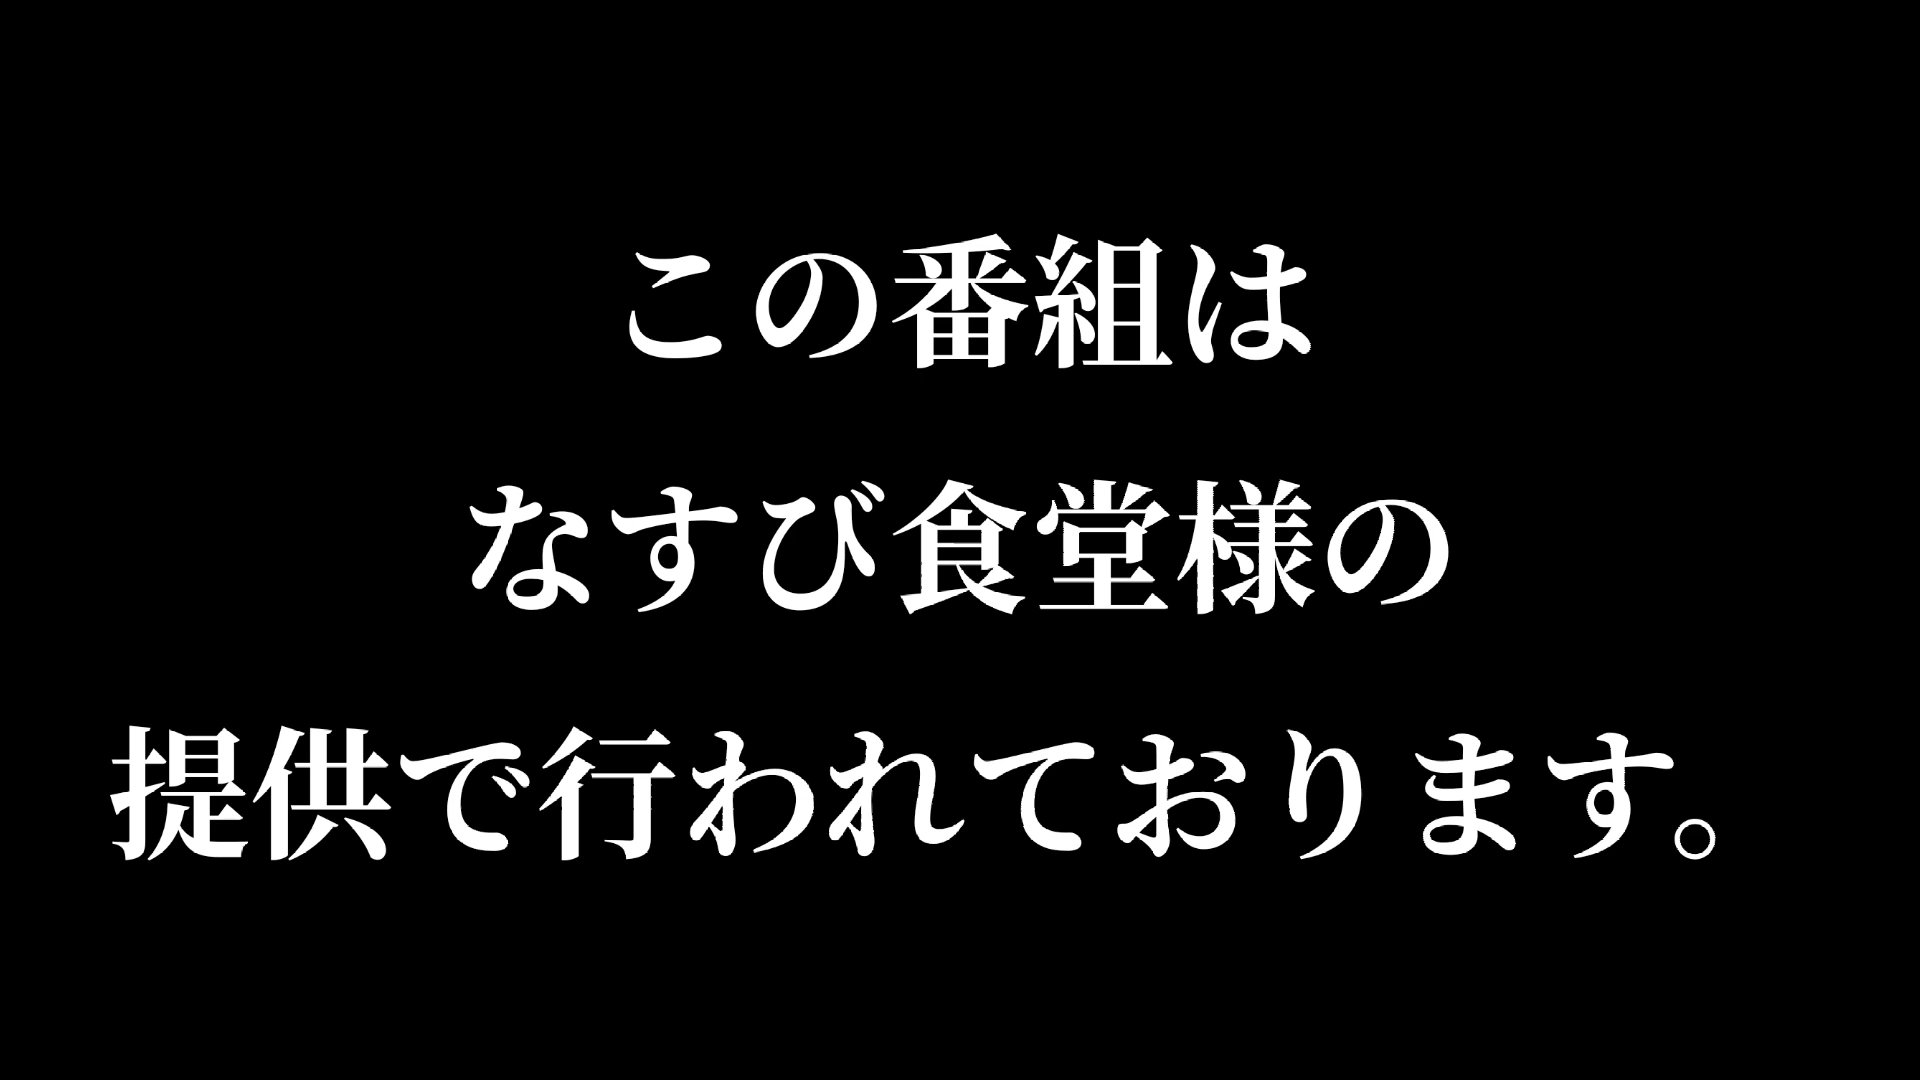 この番組は
なすび食堂様の
提供で行われております。